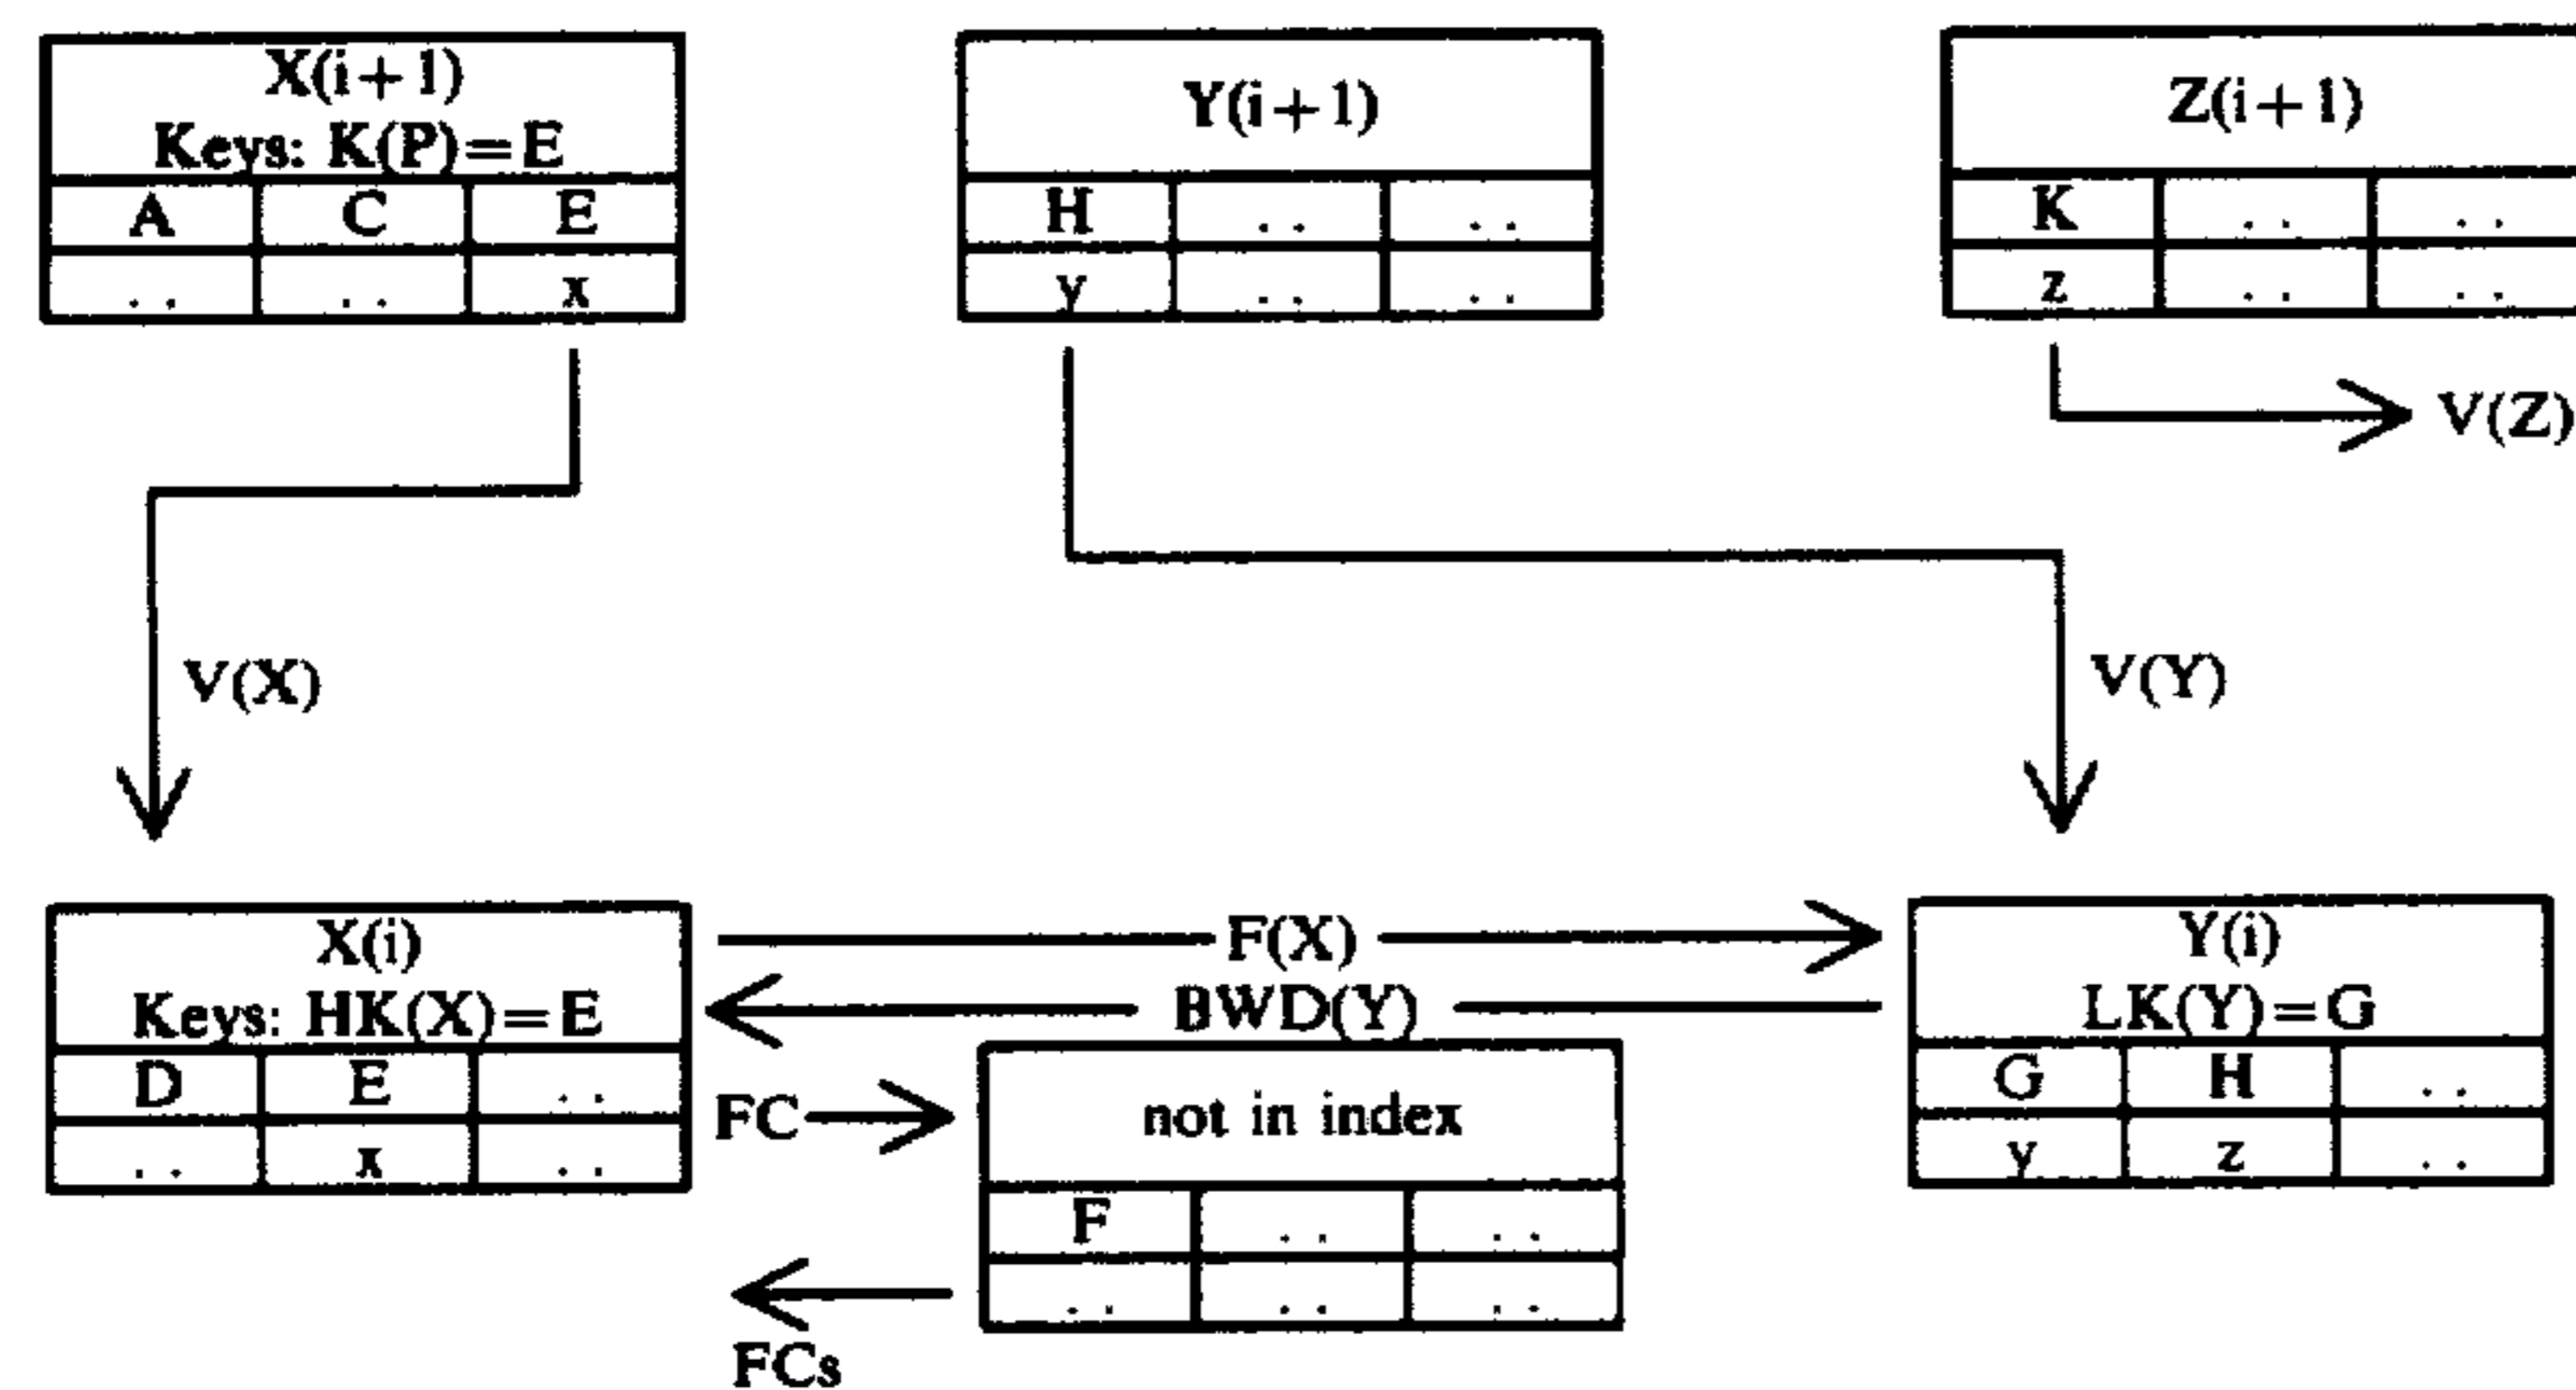 X(i+1)
Keys: K(P)=E
A C E
. . . . x
Y(i+1)
H . . . .
y . . . .
Z(i+1)
K . . . .
z . . . .
V(Z)
V(X)
V(Y)
X(i)
Keys: HK(X)=E
D E . .
. . x . .
F(X)
BWD(Y)
Y(i)
LK(Y)=G
G H . .
y z . .
FC
not in index
F . . . .
. . . . . .
FCs